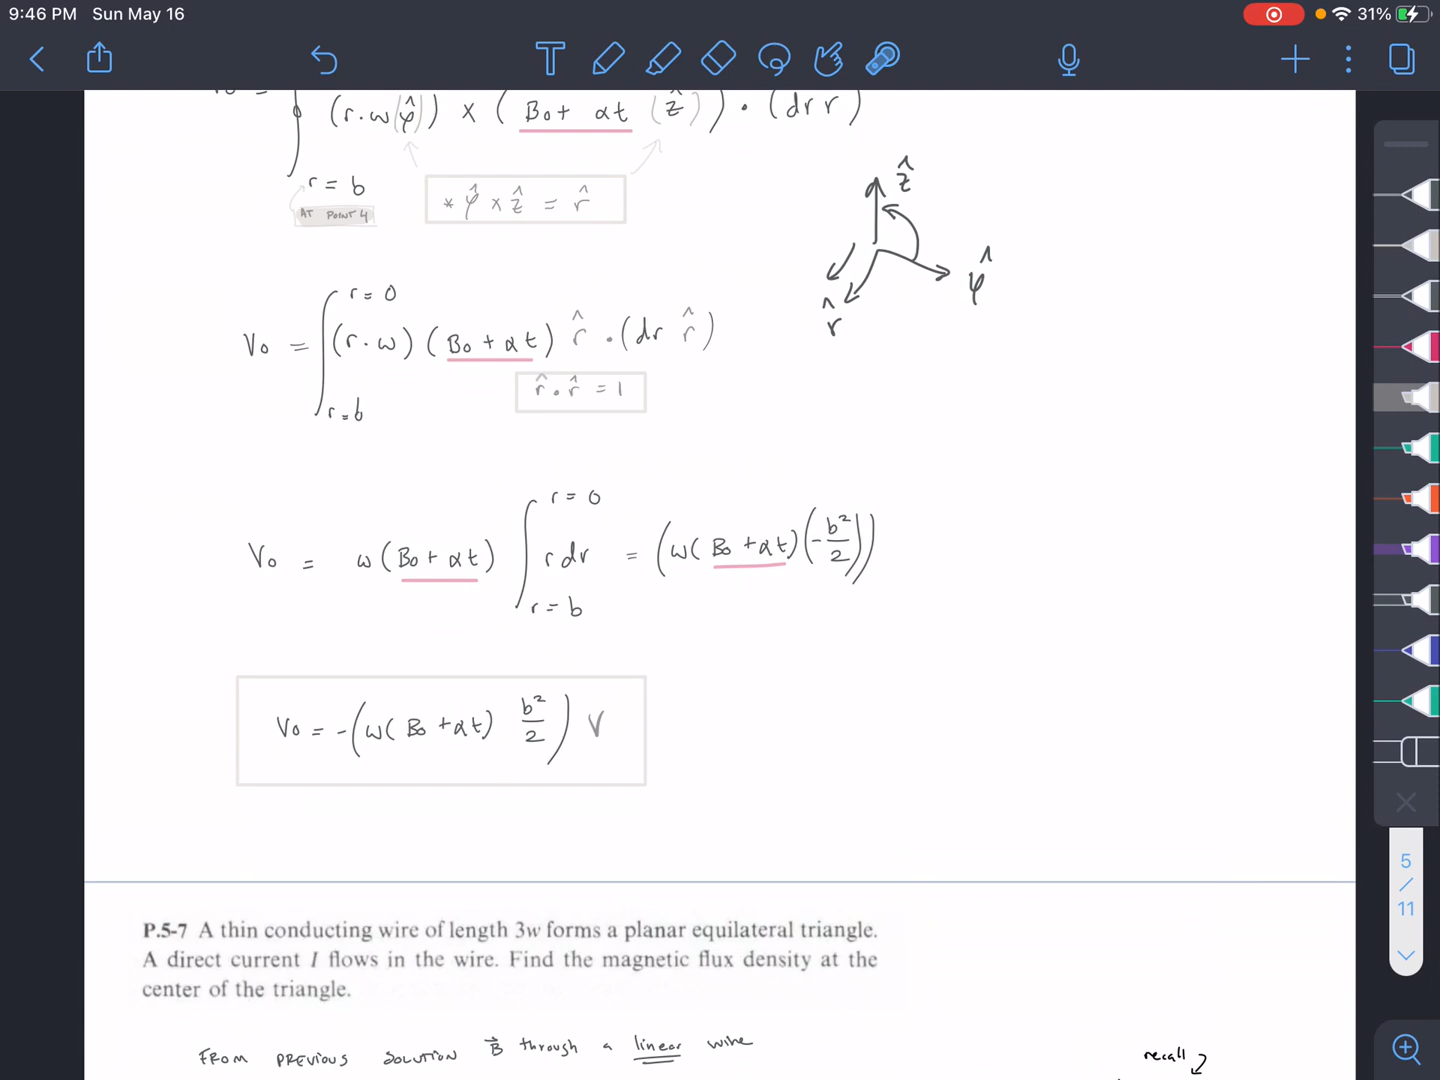 9:46 PM Sun May 16
31%
(r·ω(φ̂)) × (B₀ + αt (ẑ)) · (dr r)
r = b
AT POINT 4
* φ̂ × ẑ = r̂
ẑ
φ̂
r̂
r = 0
V₀ = ∫ (r·ω)(B₀ + αt) r̂ · (dr r̂)
r = b
r̂ · r̂ = 1
r = 0
V₀ = ω(B₀ + αt) ∫ r dr = (ω(B₀ + αt)(-b²/2))
r = b
V₀ = -(ω(B₀ + αt) b²/2) V
5
/
11
P.5-7 A thin conducting wire of length 3w forms a planar equilateral triangle.
A direct current I flows in the wire. Find the magnetic flux density at the
center of the triangle.
FROM PREVIOUS SOLUTION B⃗ through a linear wire
recall